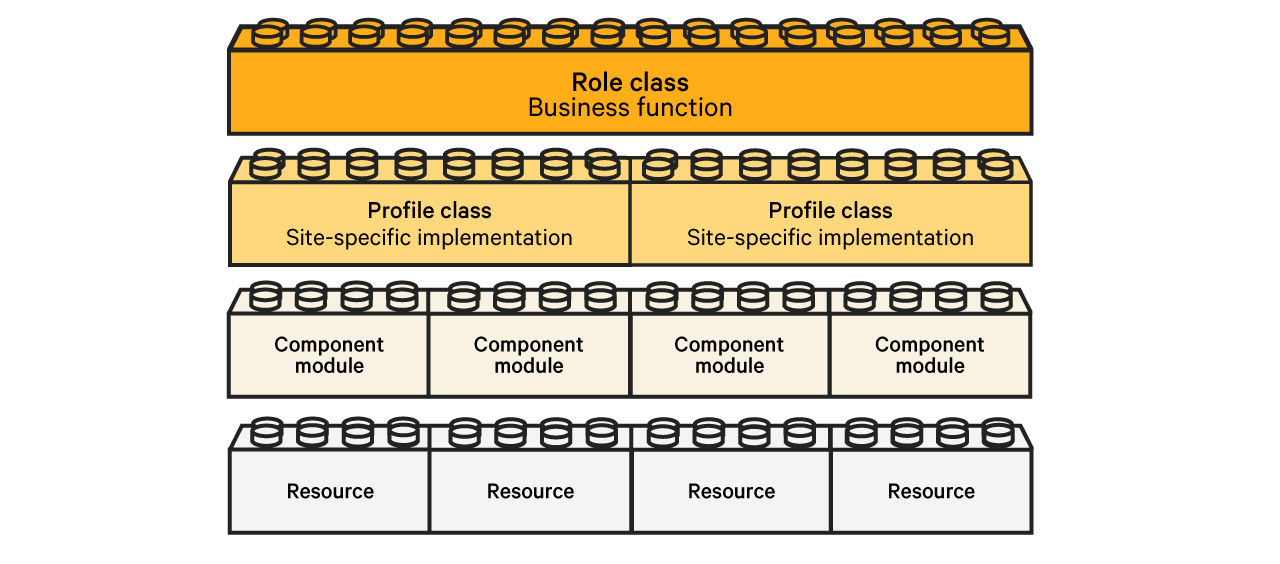 Role class
Business function
Profile class
Site-specific implementation
Profile class
Site-specific implementation
Component
module
Component
module
Component
module
Component
module
Resource
Resource
Resource
Resource